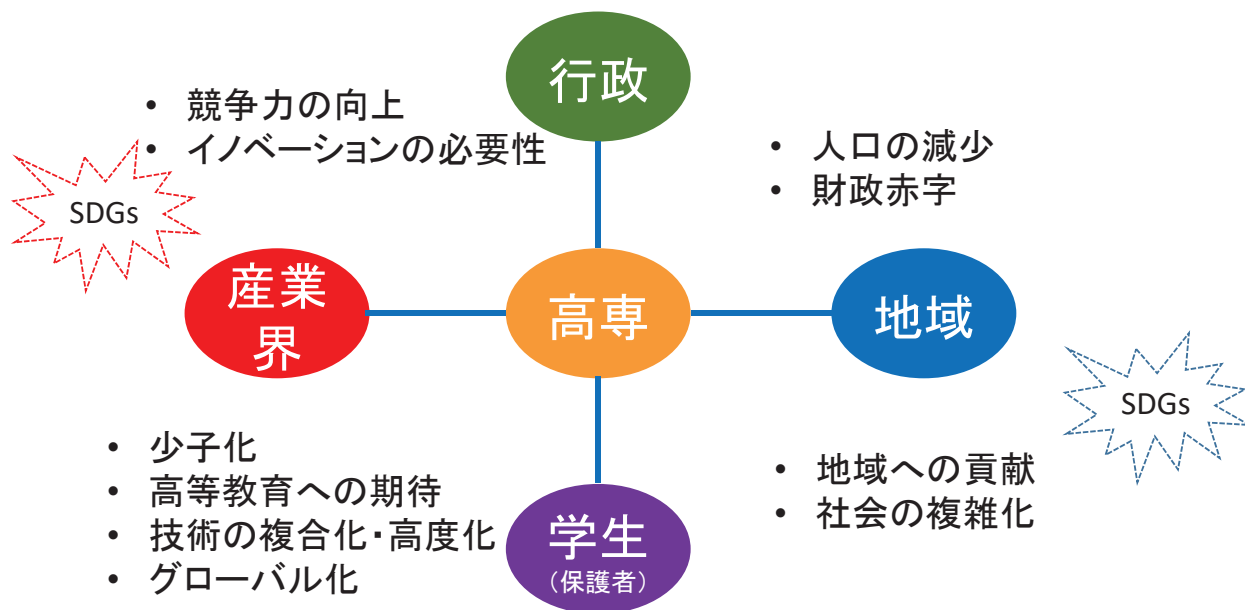 行政
• 競争力の向上
• イノベーションの必要性
• 人口の減少
• 財政赤字
SDGs
産業
界
高専
地域
SDGs
• 少子化
• 高等教育への期待
• 技術の複合化・高度化
• グローバル化
• 地域への貢献
• 社会の複雑化
学生
（保護者）